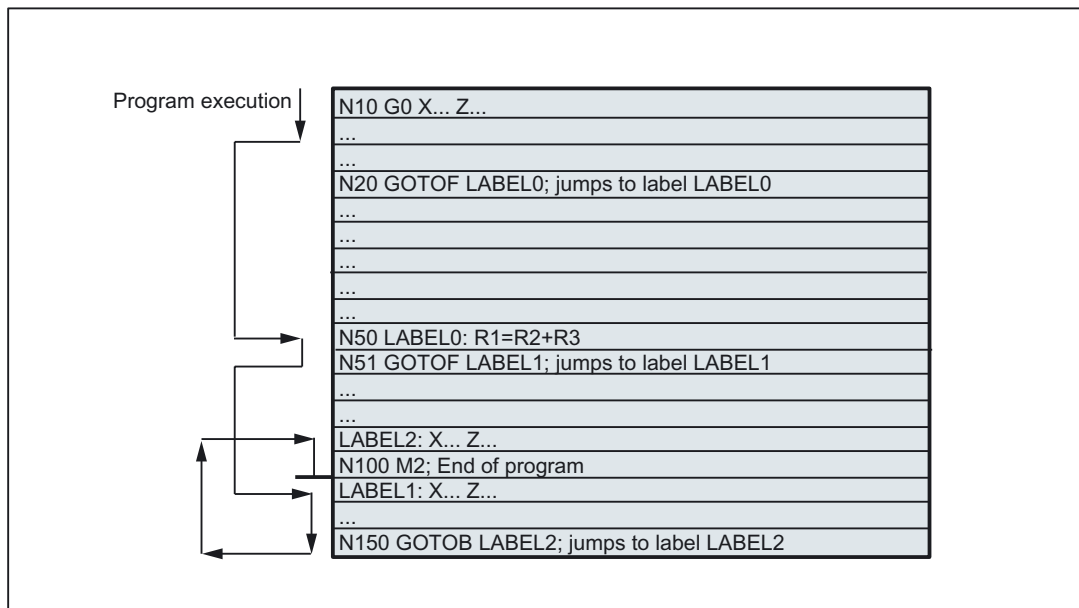 Program execution
N10 G0 X... Z...
...
...
N20 GOTOF LABEL0; jumps to label LABEL0
...
...
...
...
...
N50 LABEL0: R1=R2+R3
N51 GOTOF LABEL1; jumps to label LABEL1
...
...
LABEL2: X... Z...
N100 M2; End of program
LABEL1: X... Z...
...
N150 GOTOB LABEL2; jumps to label LABEL2